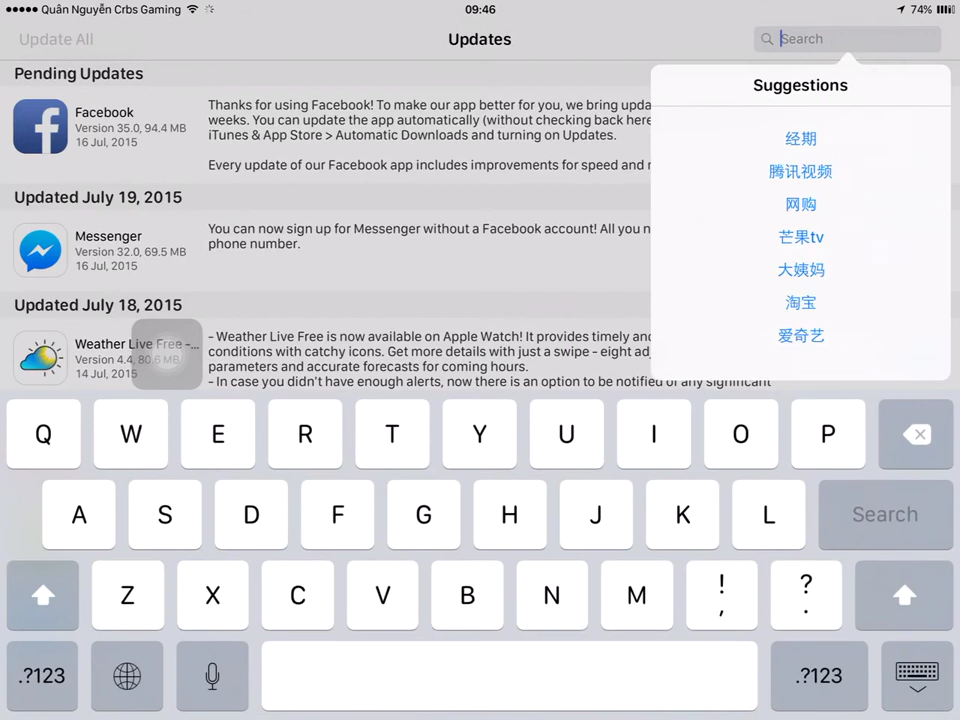 Quân Nguyễn Crbs Gaming
09:46
74%
Update All
Updates
Search
Pending Updates
Facebook
Version 35.0, 94.4 MB
16 Jul, 2015
Thanks for using Facebook! To make our app better for you, we bring upda
weeks. You can update the app automatically (without checking back here
iTunes & App Store > Automatic Downloads and turning on Updates.
Every update of our Facebook app includes improvements for speed and r
Updated July 19, 2015
Messenger
Version 32.0, 69.5 MB
16 Jul, 2015
You can now sign up for Messenger without a Facebook account! All you n
phone number.
Updated July 18, 2015
Weather Live Free -...
Version 4.4, 80.6 MB
14 Jul, 2015
- Weather Live Free is now available on Apple Watch! It provides timely and
conditions with catchy icons. Get more details with just a swipe - eight ad
parameters and accurate forecasts for coming hours.
- In case you didn't have enough alerts, now there is an option to be notified of any significant
Suggestions
经期
腾讯视频
网购
芒果tv
大姨妈
淘宝
爱奇艺
Q W E R T Y U I O P
A S D F G H J K L Search
Z X C V B N M ! , ? .
.?123 .?123